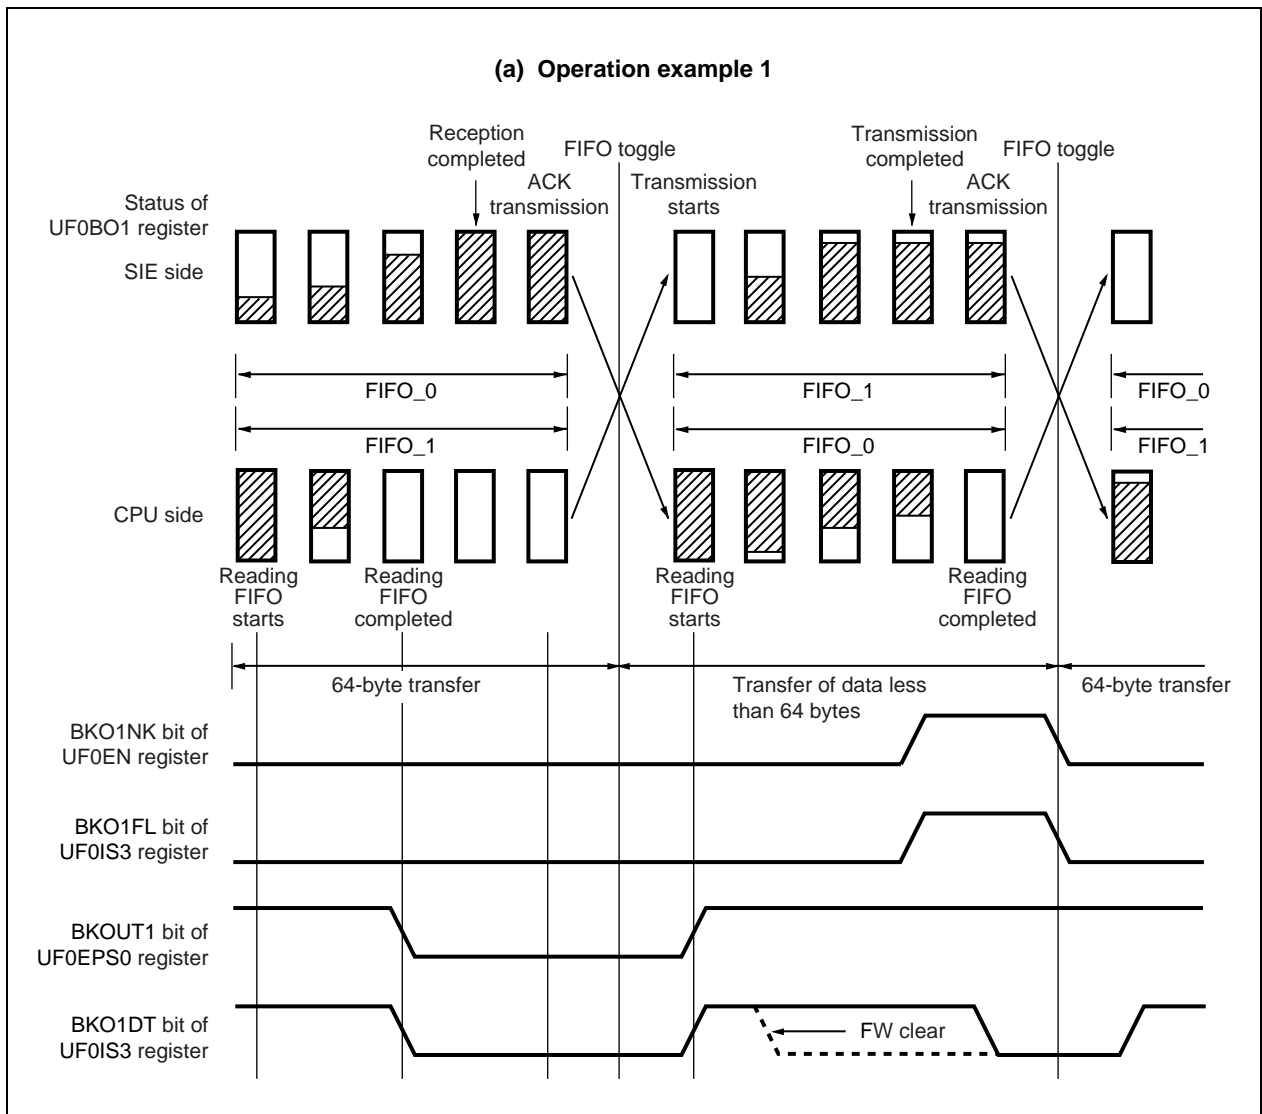 (a) Operation example 1
Reception
completed
FIFO toggle
Transmission
completed
FIFO toggle
Status of
UF0BO1 register
ACK
transmission
Transmission
starts
ACK
transmission
SIE side
FIFO_0
FIFO_1
FIFO_0
FIFO_1
FIFO_0
FIFO_1
CPU side
Reading
FIFO
starts
Reading
FIFO
completed
Reading
FIFO
starts
Reading
FIFO
completed
64-byte transfer
Transfer of data less
than 64 bytes
64-byte transfer
BKO1NK bit of
UF0EN register
BKO1FL bit of
UF0IS3 register
BKOUT1 bit of
UF0EPS0 register
BKO1DT bit of
UF0IS3 register
FW clear